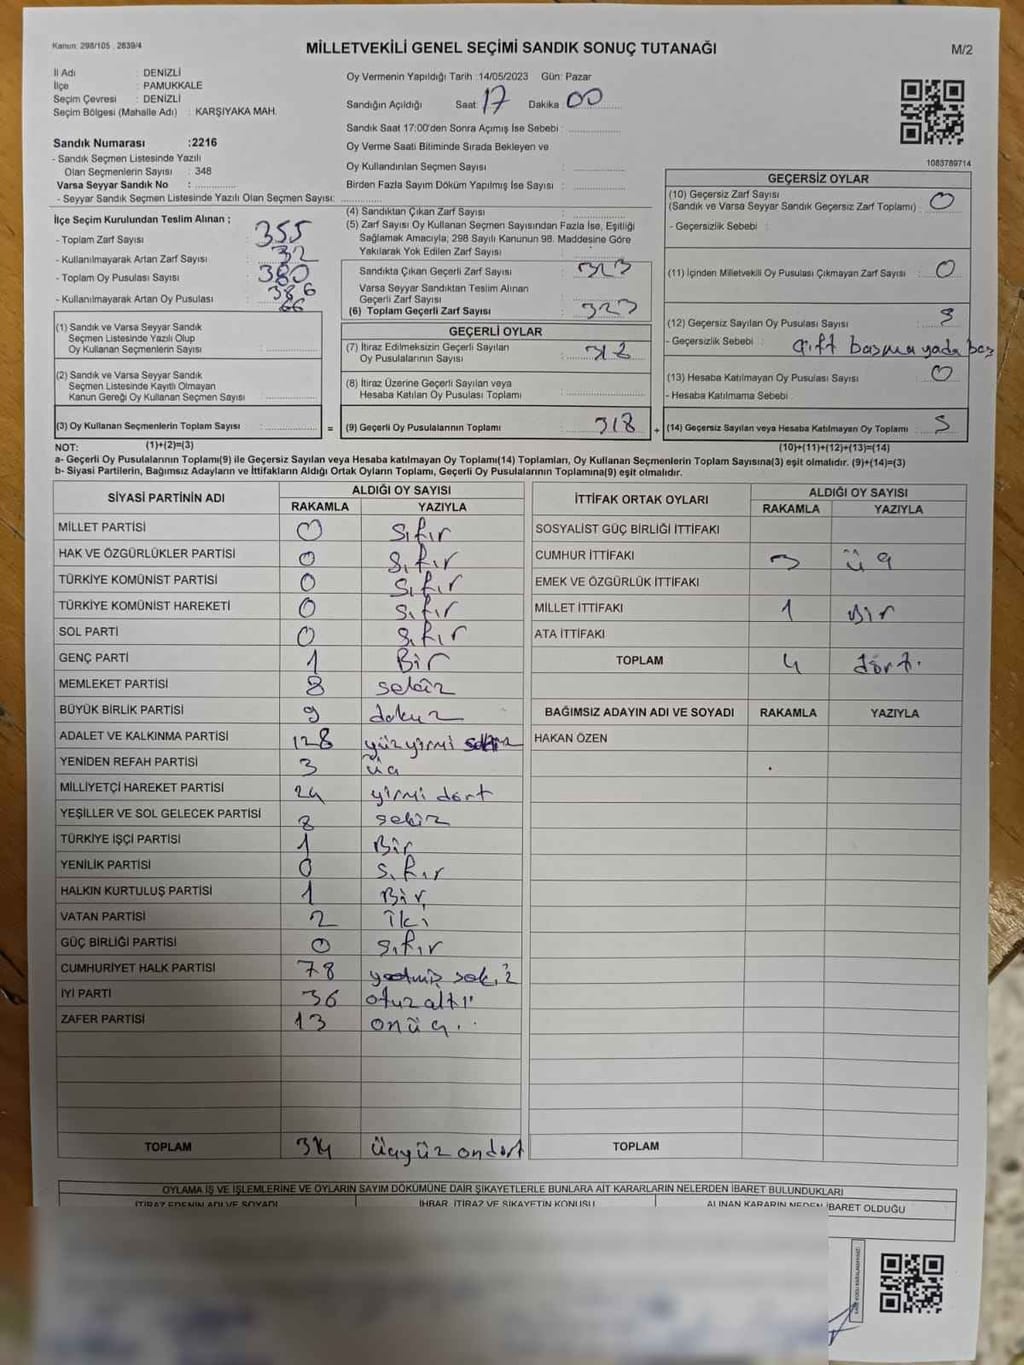 Kanun: 298/105 , 2839/4
MİLLETVEKİLİ GENEL SEÇİMİ SANDIK SONUÇ TUTANAĞI
M/2
İl Adı : DENİZLİ
İlçe : PAMUKKALE
Seçim Çevresi : DENİZLİ
Seçim Bölgesi (Mahalle Adı) : KARŞIYAKA MAH.
Sandık Numarası :2216
- Sandık Seçmen Listesinde Yazılı
Olan Seçmenlerin Sayısı : 348
Varsa Seyyar Sandık No :
- Seyyar Sandık Seçmen Listesinde Yazılı Olan Seçmen Sayısı:
Oy Vermenin Yapıldığı Tarih :14/05/2023 Gün: Pazar
Sandığın Açıldığı Saat: 17 Dakika: 00
Sandık Saat 17:00'den Sonra Açımış İse Sebebi :
Oy Verme Saati Bitiminde Sırada Bekleyen ve
Oy Kullandırılan Seçmen Sayısı :
Birden Fazla Sayım Döküm Yapılmış İse Sayısı :
1083789714
İlçe Seçim Kurulundan Teslim Alınan ;
- Toplam Zarf Sayısı : 355
- Kullanılmayarak Artan Zarf Sayısı : 32
- Toplam Oy Pusulası Sayısı : 380
386
- Kullanılmayarak Artan Oy Pusulası : 66
(1) Sandık ve Varsa Seyyar Sandık
Seçmen Listesinde Yazılı Olup
Oy Kullanan Seçmenlerin Sayısı :
(2) Sandık ve Varsa Seyyar Sandık
Seçmen Listesinde Kayıtlı Olmayan
Kanun Gereği Oy Kullanan Seçmen Sayısı :
(3) Oy Kullanan Seçmenlerin Toplam Sayısı :
(4) Sandıktan Çıkan Zarf Sayısı :
(5) Zarf Sayısı Oy Kullanan Seçmen Sayısından Fazla İse, Eşitliği
Sağlamak Amacıyla; 298 Sayılı Kanunun 98. Maddesine Göre
Yakılarak Yok Edilen Zarf Sayısı :
Sandıkta Çıkan Geçerli Zarf Sayısı : 323
Varsa Seyyar Sandıktan Teslim Alınan
Geçerli Zarf Sayısı :
(6) Toplam Geçerli Zarf Sayısı : 323
GEÇERLİ OYLAR
(7) İtiraz Edilmeksizin Geçerli Sayılan
Oy Pusulalarının Sayısı : 318
(8) İtiraz Üzerine Geçerli Sayılan veya
Hesaba Katılan Oy Pusulası Toplamı :
= (9) Geçerli Oy Pusulalarının Toplamı : 318 +
GEÇERSİZ OYLAR
(10) Geçersiz Zarf Sayısı
(Sandık ve Varsa Seyyar Sandık Geçersiz Zarf Toplamı) : 0
- Geçersizlik Sebebi :
(11) İçinden Milletvekili Oy Pusulası Çıkmayan Zarf Sayısı : 0
(12) Geçersiz Sayılan Oy Pusulası Sayısı : 5
- Geçersizlik Sebebi : çift basma yada boş
(13) Hesaba Katılmayan Oy Pusulası Sayısı : 0
- Hesaba Katılmama Sebebi :
(14) Geçersiz Sayılan veya Hesaba Katılmayan Oy Toplamı : 5
NOT: (1)+(2)=(3) (10)+(11)+(12)+(13)=(14)
a- Geçerli Oy Pusulalarının Toplamı(9) ile Geçersiz Sayılan veya Hesaba katılmayan Oy Toplamı(14) Toplamları, Oy Kullanan Seçmenlerin Toplam Sayısına(3) eşit olmalıdır. (9)+(14)=(3)
b- Siyasi Partilerin, Bağımsız Adayların ve İttifakların Aldığı Ortak Oyların Toplamı, Geçerli Oy Pusulalarının Toplamına(9) eşit olmalıdır.
SİYASİ PARTİNİN ADI
ALDIĞI OY SAYISI
RAKAMLA YAZIYLA
MİLLET PARTİSİ 0 Sıfır
HAK VE ÖZGÜRLÜKLER PARTİSİ 0 Sıfır
TÜRKİYE KOMÜNİST PARTİSİ 0 Sıfır
TÜRKİYE KOMÜNİST HAREKETİ 0 Sıfır
SOL PARTİ 0 Sıfır
GENÇ PARTİ 1 Bir
MEMLEKET PARTİSİ 8 sekiz
BÜYÜK BİRLİK PARTİSİ 9 dokuz
ADALET VE KALKINMA PARTİSİ 128 yüzyirmi sekiz
YENİDEN REFAH PARTİSİ 3 üç
MİLLİYETÇİ HAREKET PARTİSİ 24 yirmi dört
YEŞİLLER VE SOL GELECEK PARTİSİ 8 sekiz
TÜRKİYE İŞÇİ PARTİSİ 1 Bir
YENİLİK PARTİSİ 0 sıfır
HALKIN KURTULUŞ PARTİSİ 1 Bir
VATAN PARTİSİ 2 İki
GÜÇ BİRLİĞİ PARTİSİ 0 sıfır
CUMHURİYET HALK PARTİSİ 78 yetmiş sekiz
İYİ PARTİ 36 otuzaltı
ZAFER PARTİSİ 13 onüç
TOPLAM 314 üçyüz ondört
İTTİFAK ORTAK OYLARI
ALDIĞI OY SAYISI
RAKAMLA YAZIYLA
SOSYALİST GÜÇ BİRLİĞİ İTTİFAKI
CUMHUR İTTİFAKI 3 üç
EMEK VE ÖZGÜRLÜK İTTİFAKI
MİLLET İTTİFAKI 1 Bir
ATA İTTİFAKI
TOPLAM 4 dört
BAĞIMSIZ ADAYIN ADI VE SOYADI RAKAMLA YAZIYLA
HAKAN ÖZEN
TOPLAM
OYLAMA İŞ VE İŞLEMLERİNE VE OYLARIN SAYIM DÖKÜMÜNE DAİR ŞİKAYETLERLE BUNLARA AİT KARARLARIN NELERDEN İBARET BULUNDUKLARI
İTİRAZ EDENİN ADI VE SOYADI İHBAR, İTİRAZ VE ŞİKAYETİN KONUSU ALINAN KARARIN NEDEN İBARET OLDUĞU